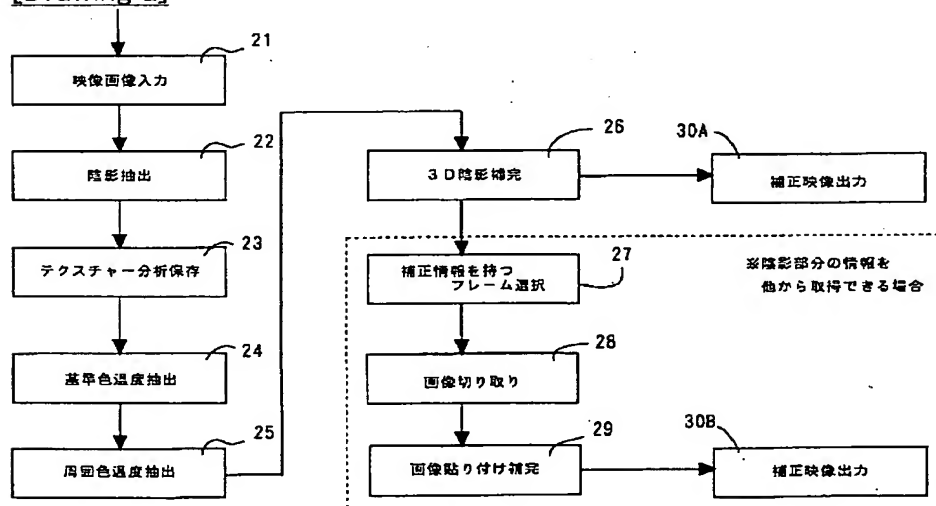 21
映像画像入力
22
陰影抽出
23
テクスチャー分析保存
24
基準色温度抽出
25
周囲色温度抽出
26
3D陰影補完
30A
補正映像出力
27
補正情報を持つ
フレーム選択
※陰影部分の情報を
他から取得できる場合
28
画像切り取り
29
画像貼り付け補完
30B
補正映像出力